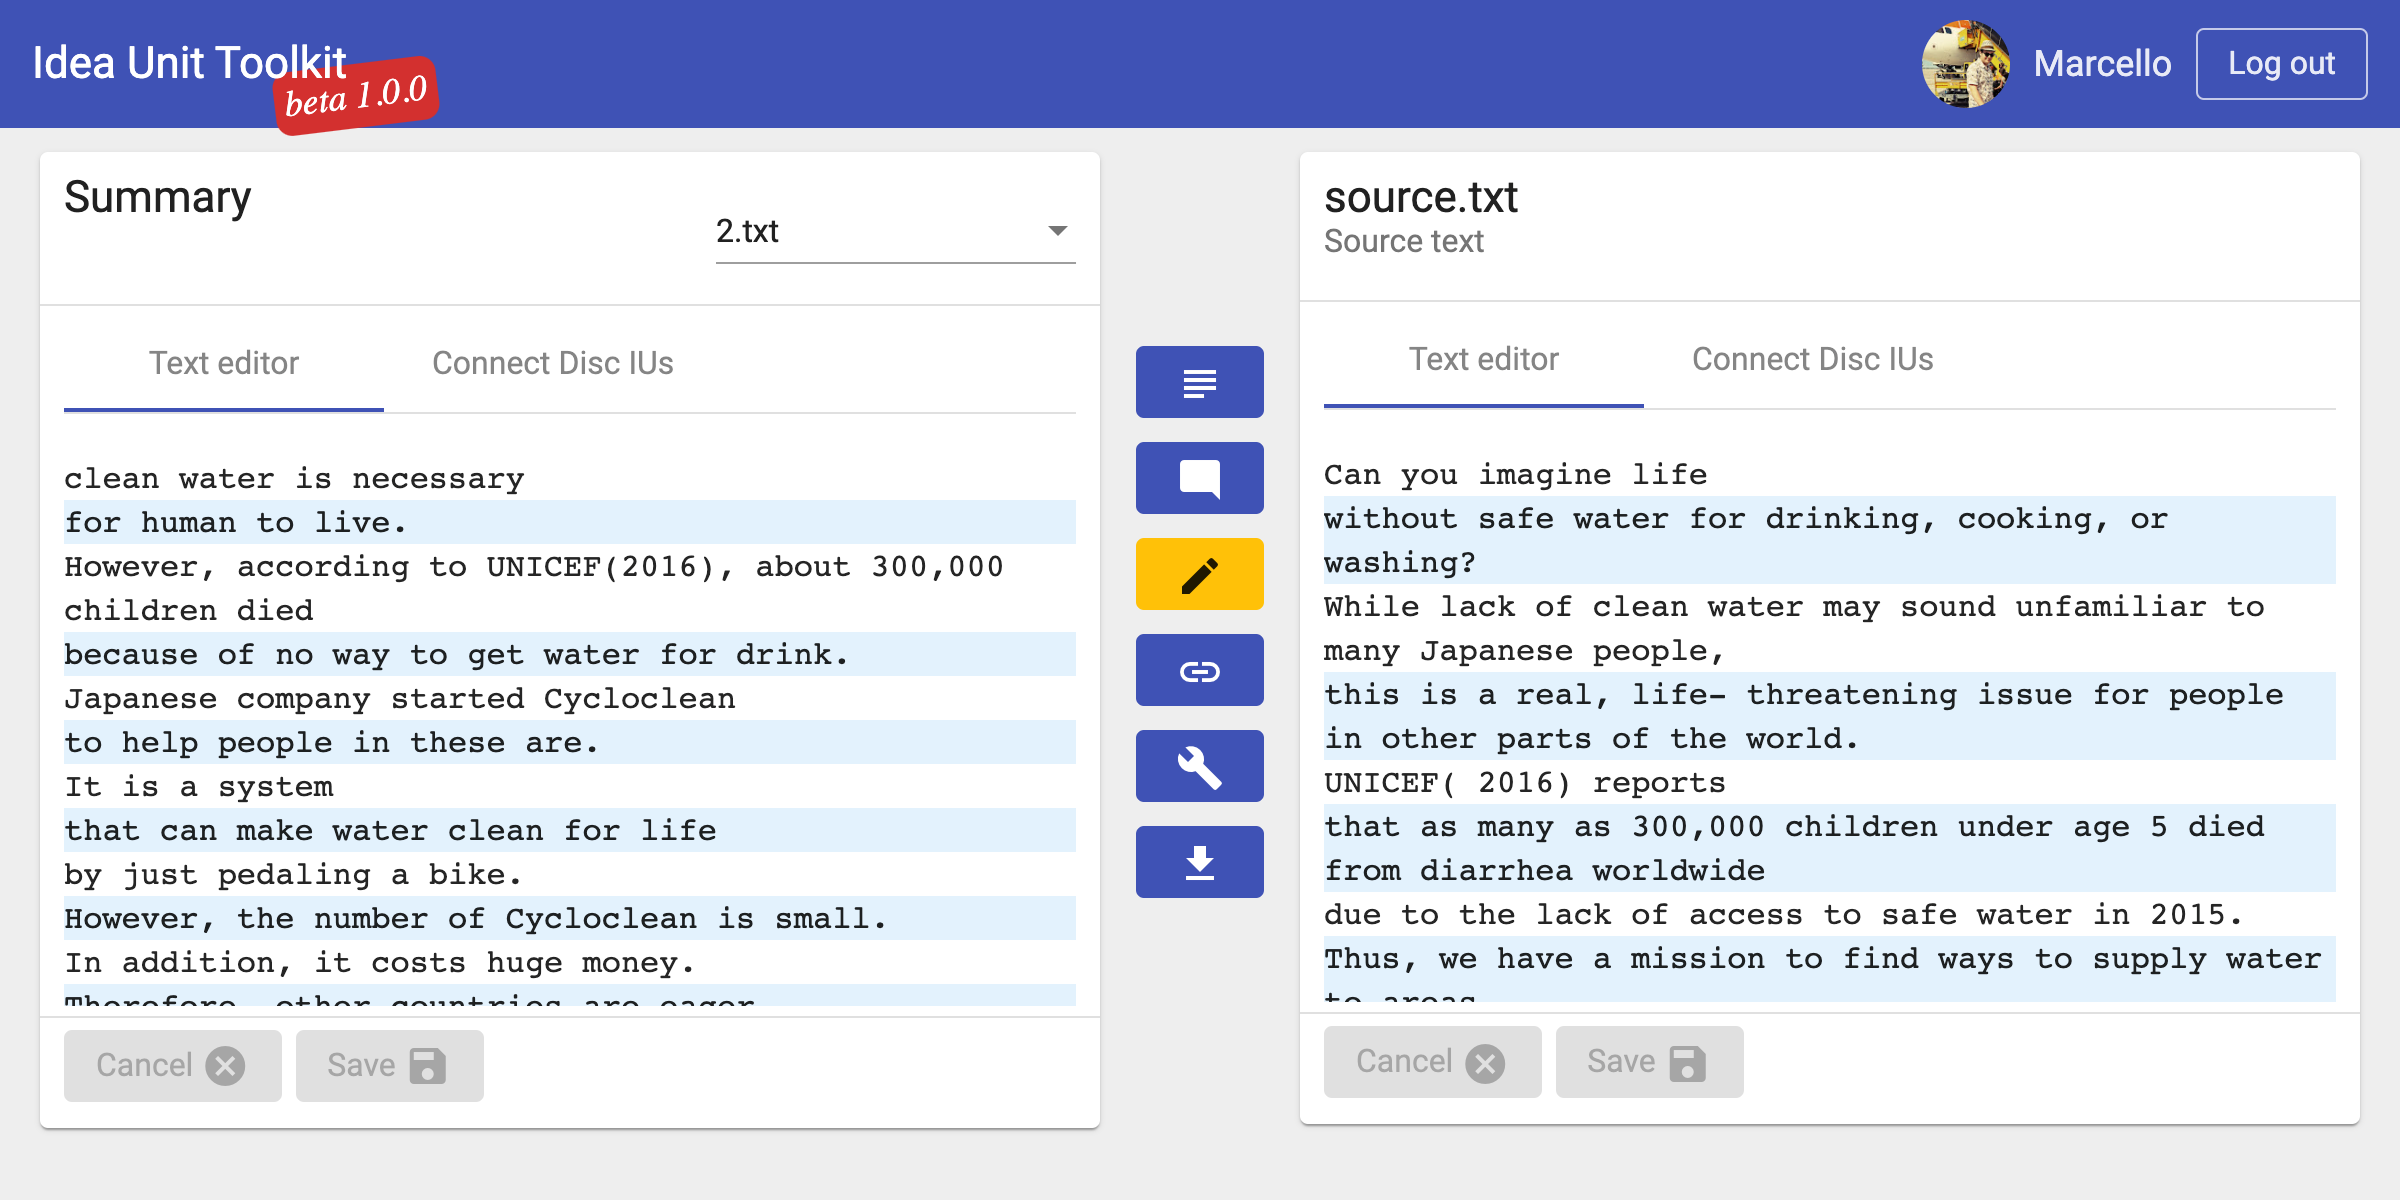 Idea Unit Toolkit
beta 1.0.0
Marcello
Log out
Summary
2.txt
Text editor
Connect Disc IUs
clean water is necessary
for human to live.
However, according to UNICEF(2016), about 300,000
children died
because of no way to get water for drink.
Japanese company started Cycloclean
to help people in these are.
It is a system
that can make water clean for life
by just pedaling a bike.
However, the number of Cycloclean is small.
In addition, it costs huge money.
Therefore, other countries are eager
Cancel
Save
source.txt
Source text
Text editor
Connect Disc IUs
Can you imagine life
without safe water for drinking, cooking, or
washing?
While lack of clean water may sound unfamiliar to
many Japanese people,
this is a real, life- threatening issue for people
in other parts of the world.
UNICEF( 2016) reports
that as many as 300,000 children under age 5 died
from diarrhea worldwide
due to the lack of access to safe water in 2015.
Thus, we have a mission to find ways to supply water
to areas
Cancel
Save